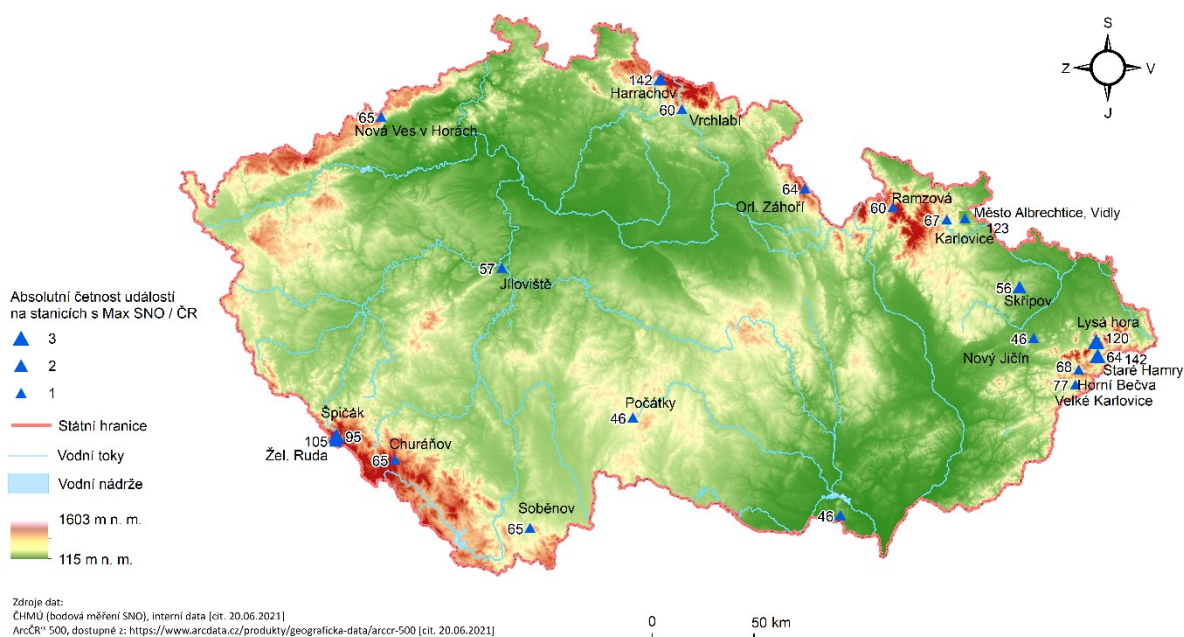 S
Z
V
J
142
Harrachov
60
Vrchlabí
65
Nová Ves v Horách
64
Orl. Záhoří
60
Ramzová
67
Karlovice
Město Albrechtice, Vidly
123
57
Jíloviště
56
Skřipov
Lysá hora
120
46
Nový Jičín
64
142
Staré Hamry
68
Horní Bečva
77
Velké Karlovice
Počátky
46
Špičák
95
105
Žel. Ruda
Churáňov
65
Soběnov
65
46
Absolutní četnost událostí
na stanicích s Max SNO / ČR
3
2
1
Státní hranice
Vodní toky
Vodní nádrže
1603 m n. m.
115 m n. m.
Zdroje dat:
ČHMÚ (bodová měření SNO), interní data [cit. 20.06.2021]
ArcČR® 500, dostupné z: https://www.arcdata.cz/produkty/geograficka-data/arccr-500 [cit. 20.06.2021]
0
50 km